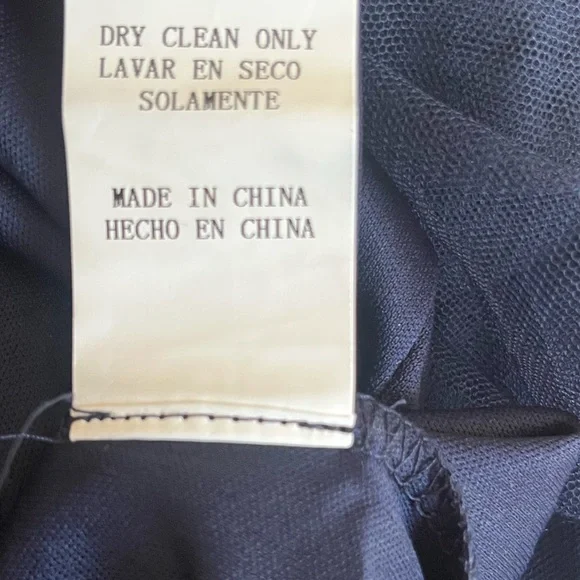 DRY CLEAN ONLY
LAVAR EN SECO
SOLAMENTE
MADE IN CHINA
HECHO EN CHINA